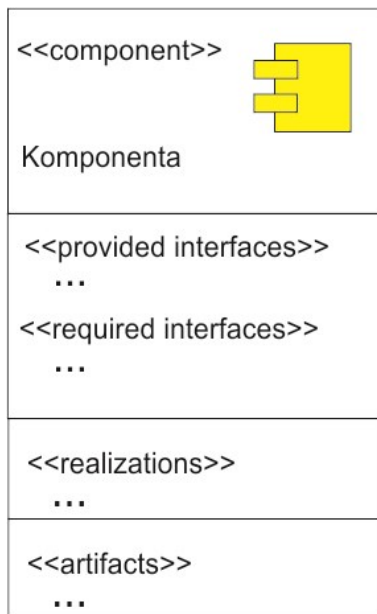 <<component>>
Komponenta
<<provided interfaces>>
...
<<required interfaces>>
...
<<realizations>>
...
<<artifacts>>
...